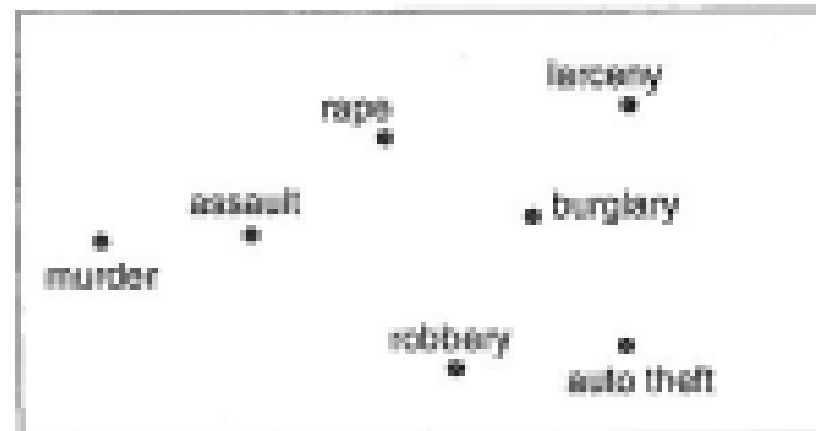 larceny
rape
assault
burglary
murder
robbery
auto theft